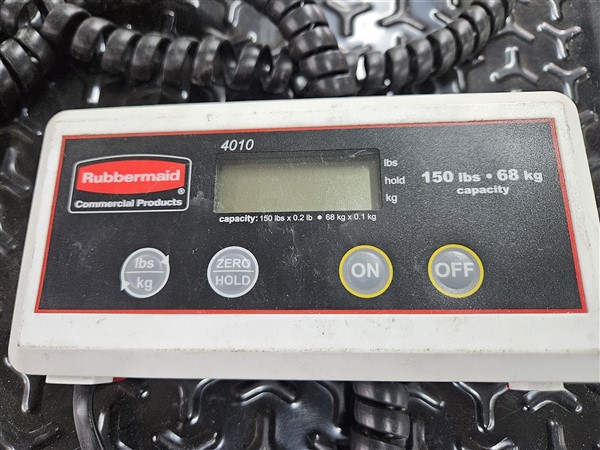 4010
Rubbermaid
®
Commercial Products
lbs
hold
kg
150 lbs • 68 kg
capacity
capacity: 150 lbs x 0.2 lb • 68 kg x 0.1 kg
lbs
kg
ZERO
HOLD
ON
OFF